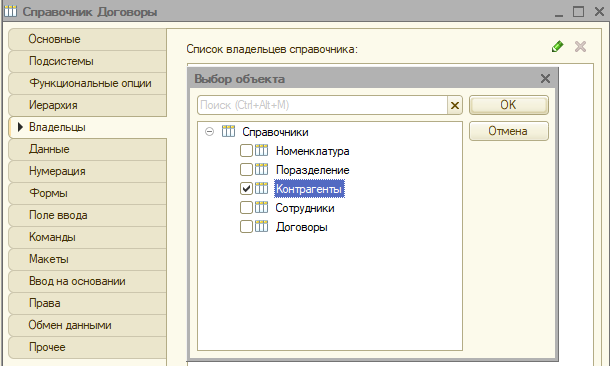 Справочник Договоры
Основные
Подсистемы
Функциональные опции
Иерархия
Владельцы
Данные
Нумерация
Формы
Поле ввода
Команды
Макеты
Ввод на основании
Права
Обмен данными
Прочее
Список владельцев справочника:
Выбор объекта
Поиск (Ctrl+Alt+M)
OK
Отмена
Справочники
Номенклатура
Поразделение
Контрагенты
Сотрудники
Договоры